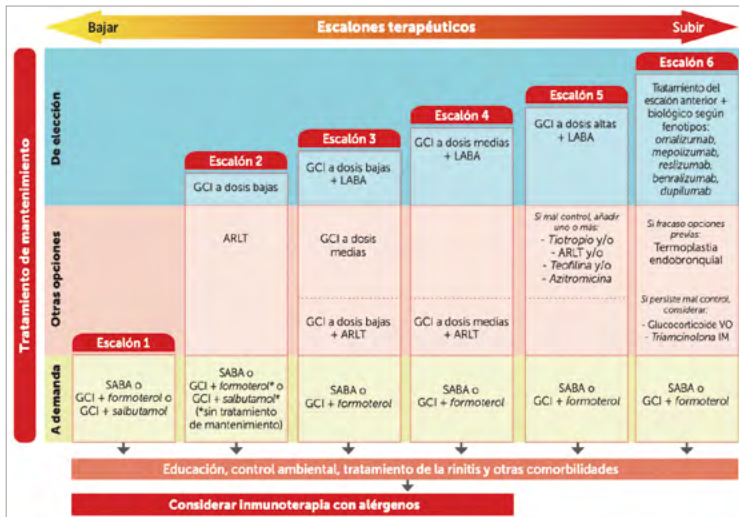 Bajar
Escalones terapéuticos
Subir
Tratamiento de mantenimiento
De elección
Otras opciones
A demanda
Escalón 1
SABA o
GCI + formoterol o
GCI + salbutamol
Escalón 2
GCI a dosis bajas
ARLT
SABA o
GCI + formoterol* o
GCI + salbutamol*
(*sin tratamiento
de mantenimiento)
Escalón 3
GCI a dosis bajas
+ LABA
GCI a dosis
medias
GCI a dosis bajas
+ ARLT
SABA o
GCI + formoterol
Escalón 4
GCI a dosis medias
+ LABA
GCI a dosis medias
+ ARLT
SABA o
GCI + formoterol
Escalón 5
GCI a dosis altas
+ LABA
Si mal control, añadir
uno o más:
- Tiotropio y/o
- ARLT y/o
- Teofilina y/o
- Azitromicina
SABA o
GCI + formoterol
Escalón 6
Tratamiento del
escalón anterior +
biológico según
fenotipos:
omalizumab,
mepolizumab,
reslizumab,
benralizumab,
dupilumab
Si fracaso opciones
previas:
Termoplastia
endobronquial
Si persiste mal control,
considerar:
- Glucocorticoide VO
- Triamcinolona IM
SABA o
GCI + formoterol
Educación, control ambiental, tratamiento de la rinitis y otras comorbilidades
Considerar inmunoterapia con alérgenos